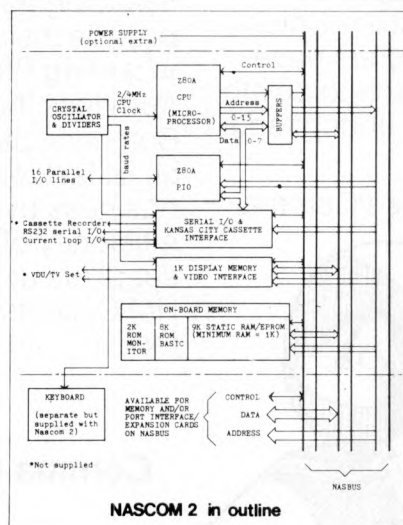 POWER SUPPLY
(optional extra)
2/4MHz
CPU
Clock
Z80A
CPU
(MICRO-
PROCESSOR)
Control
Address
0-15
Data
0-7
BUFFERS
CRYSTAL
OSCILLATOR
& DIVIDERS
baud rates
16 Parallel
I/O lines
Z80A
PIO
* Cassette Recorder
RS232 serial I/O
Current loop I/O
SERIAL I/O &
KANSAS CITY CASSETTE
INTERFACE
* VDU/TV Set
1K DISPLAY MEMORY
& VIDEO INTERFACE
ON-BOARD MEMORY
2K
ROM
MON-
ITOR
8K
ROM
BASIC
9K STATIC RAM/EPROM
(MINIMUM RAM = 1K)
KEYBOARD
(separate but
supplied with
Nascom 2)
AVAILABLE FOR
MEMORY AND/OR
PORT INTERFACE/
EXPANSION CARDS
ON NASBUS
CONTROL
DATA
ADDRESS
*Not supplied
NASBUS
NASCOM 2 in outline